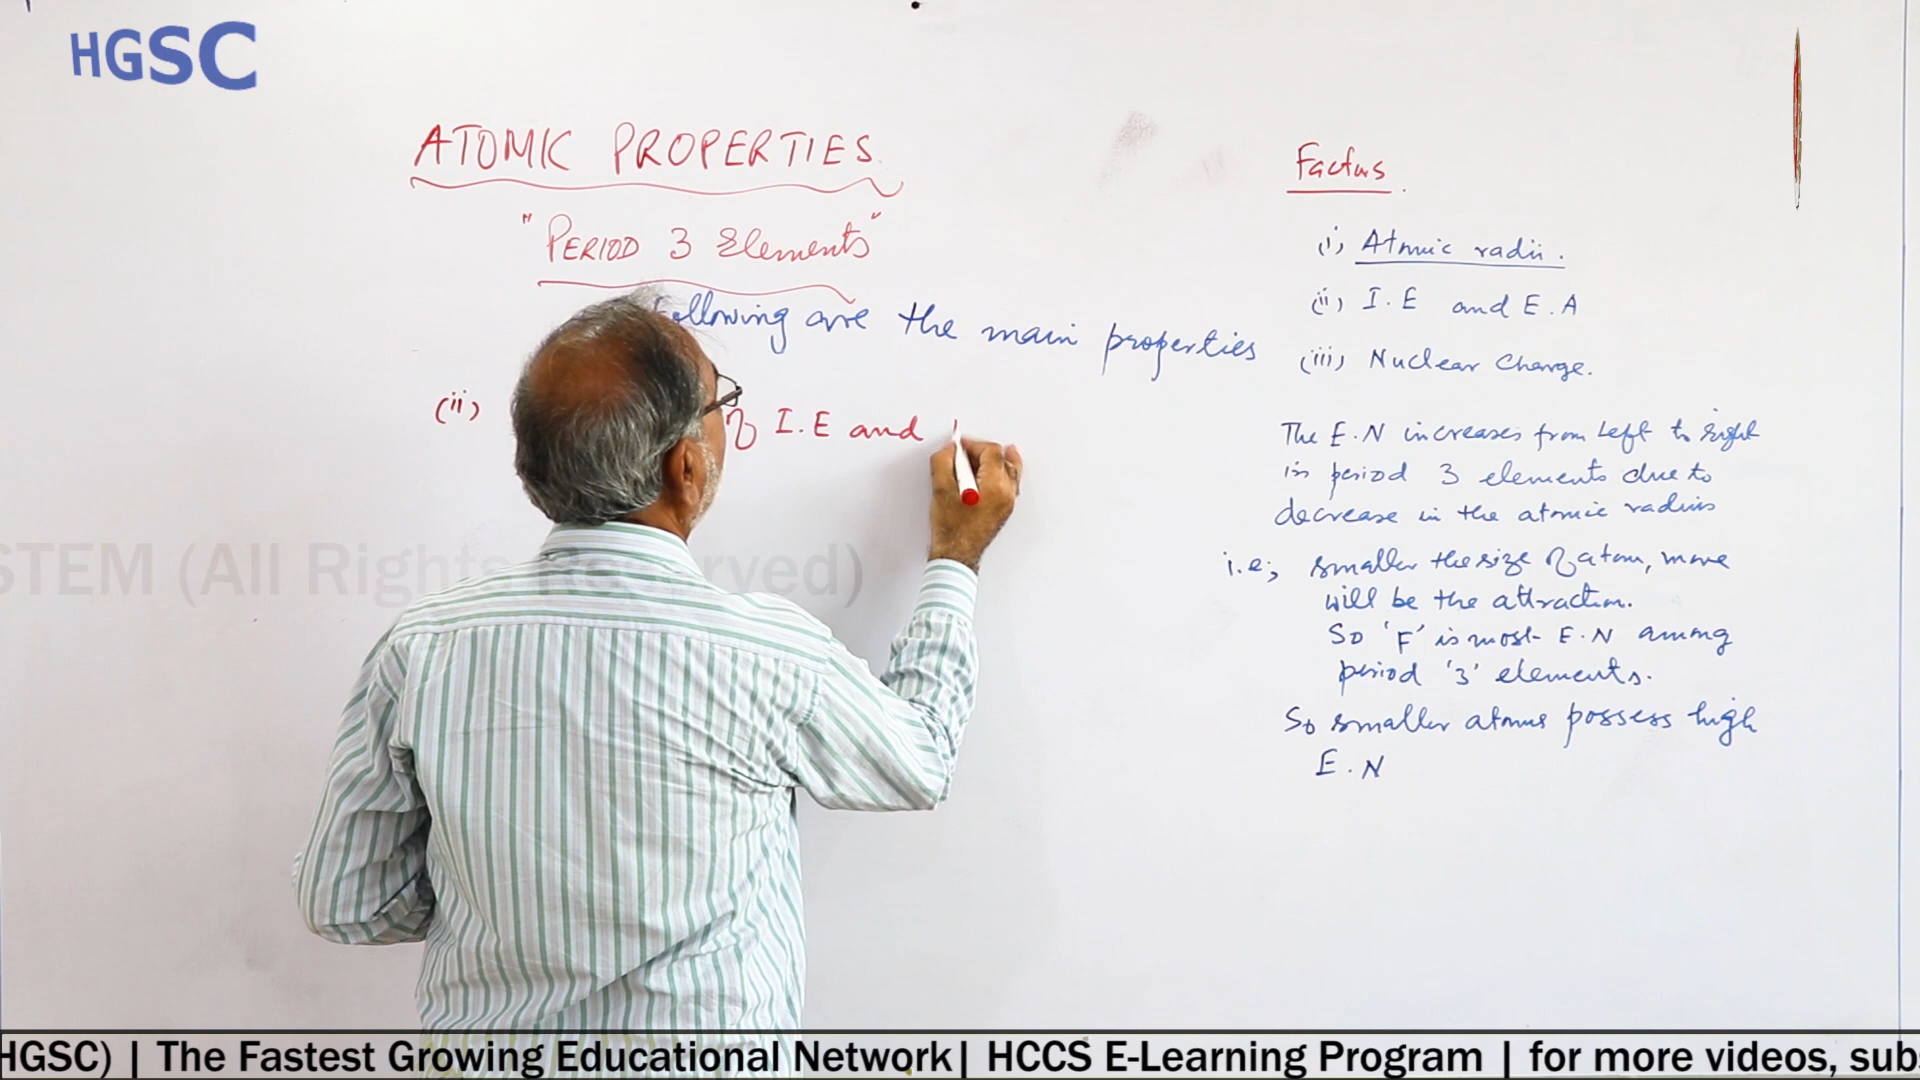 HGSC
ATOMIC PROPERTIES
"PERIOD 3 Elements"
following are the main properties
(ii) of I.E and
Factors
(i) Atomic radii.
(ii) I.E and E.A
(iii) Nuclear Charge.
The E.N increases from Left to right
in period 3 elements due to
decrease in the atomic radius
i.e; smaller the size of atom, more
will be the attraction.
So 'F' is most E.N among
period '3' elements.
So smaller atoms possess high
E.N
STEM (All Rights Reserved)
HGSC) | The Fastest Growing Educational Network| HCCS E-Learning Program | for more videos, subs